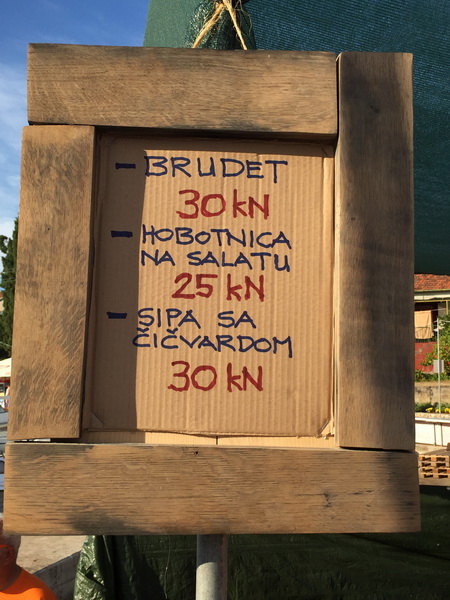 - BRUDET
30 kN
- HOBOTNICA
NA SALATU
25 kN
- SIPA SA
ČIČVARDOM
30 kN